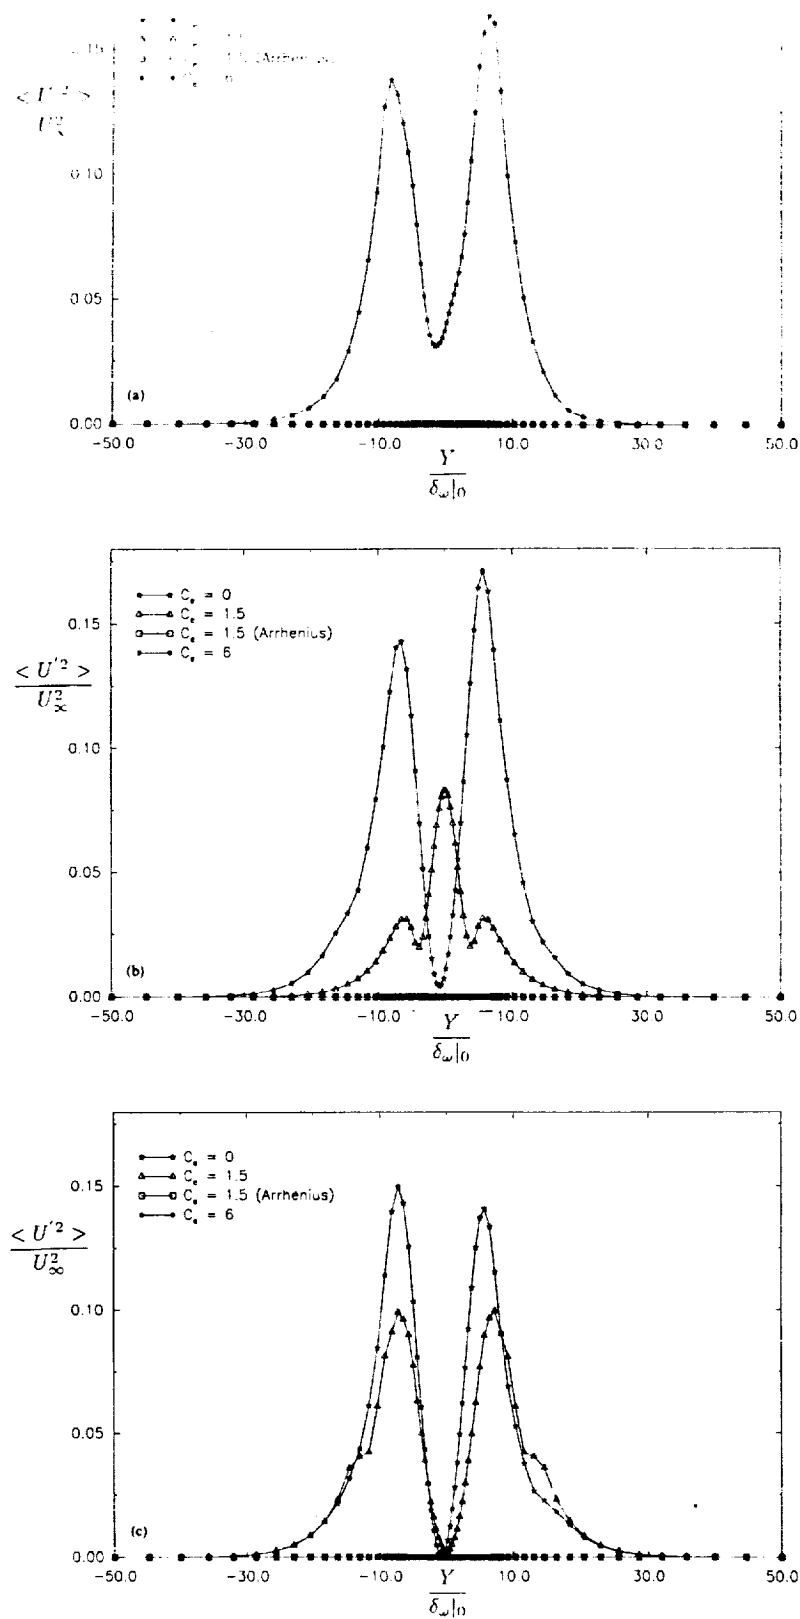 0.15
(Arrhenius)
6
0.10
0.05
(a)
0.00
−50.0 −30.0 −10.0 10.0 30.0 50.0
Y
δω|0
C_e = 0
0.15
C_e = 1.5
C_e = 1.5 (Arrhenius)
C_e = 6
< U'2 >
U∞2
0.10
0.05
(b)
0.00
−50.0 −30.0 −10.0 10.0 30.0 50.0
Y
δω|0
C_e = 0
C_e = 1.5
0.15
C_e = 1.5 (Arrhenius)
C_e = 6
< U'2 >
U∞2
0.10
0.05
(c)
0.00
−50.0 −30.0 −10.0 10.0 30.0 50.0
Y
δω|0